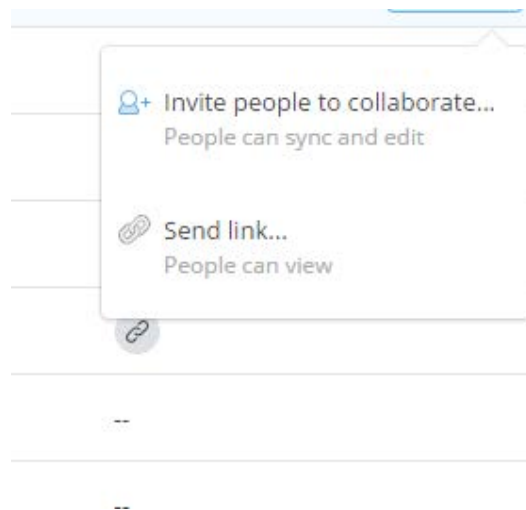 Invite people to collaborate...
People can sync and edit
Send link...
People can view
--
--